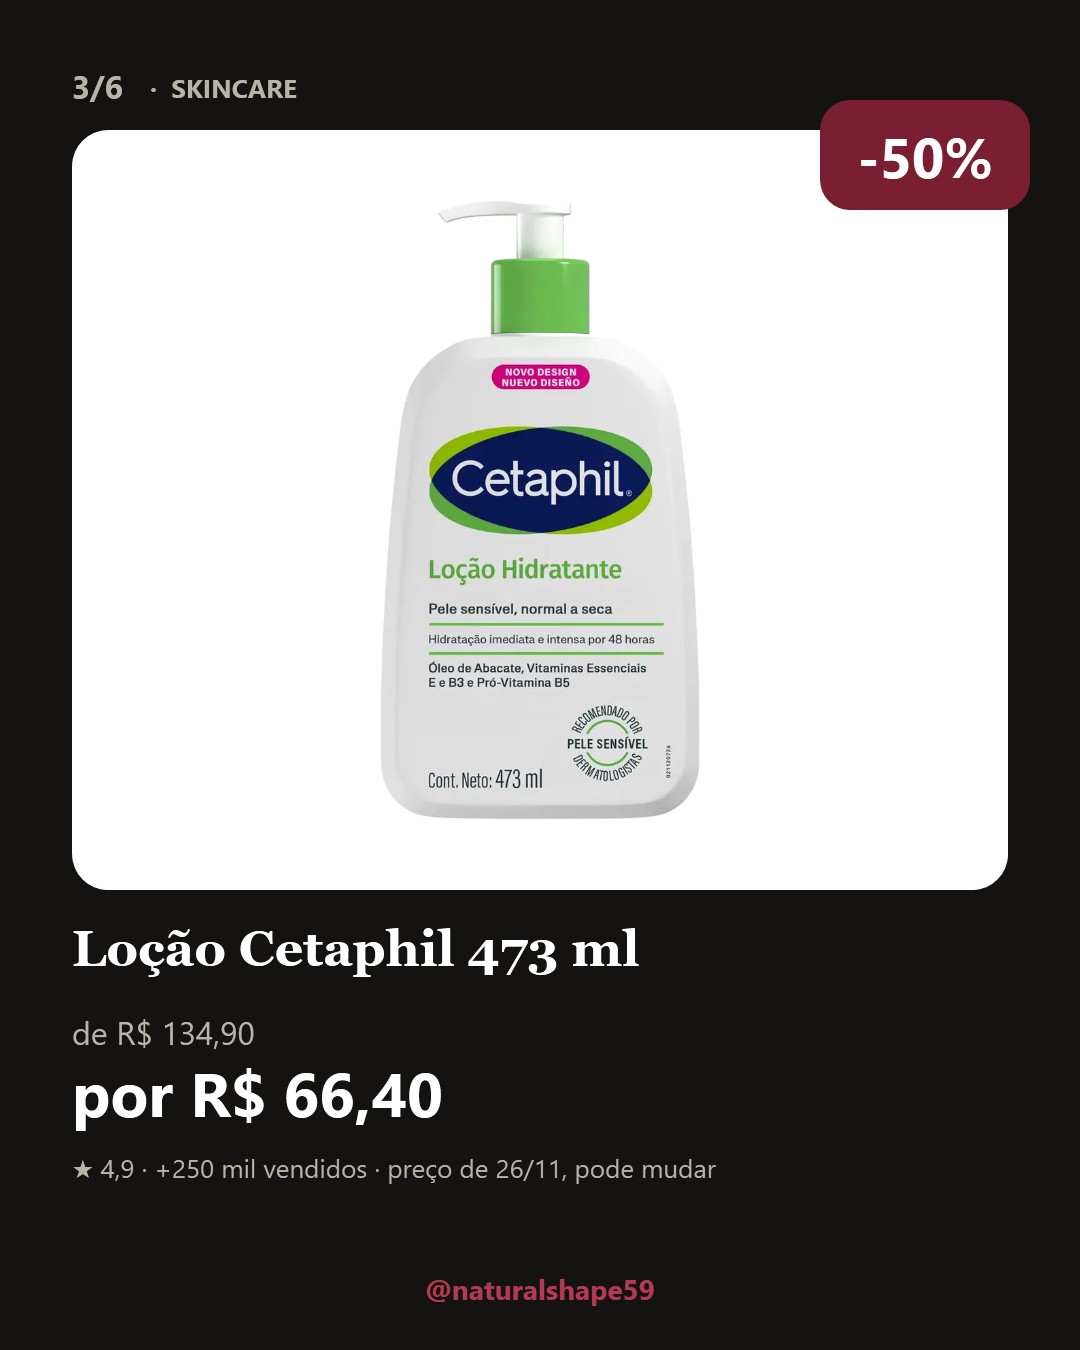 3/6 · SKINCARE
-50%
NOVO DESIGN
NUEVO DISEÑO
Cetaphil®
Loção Hidratante
Pele sensível, normal a seca
Hidratação imediata e intensa por 48 horas
Óleo de Abacate, Vitaminas Essenciais
E e B3 e Pró-Vitamina B5
RECOMENDADO POR
PELE SENSÍVEL
DERMATOLOGISTAS
Cont. Neto: 473 ml
Loção Cetaphil 473 ml
de R$ 134,90
por R$ 66,40
★ 4,9 · +250 mil vendidos · preço de 26/11, pode mudar
@naturalshape59